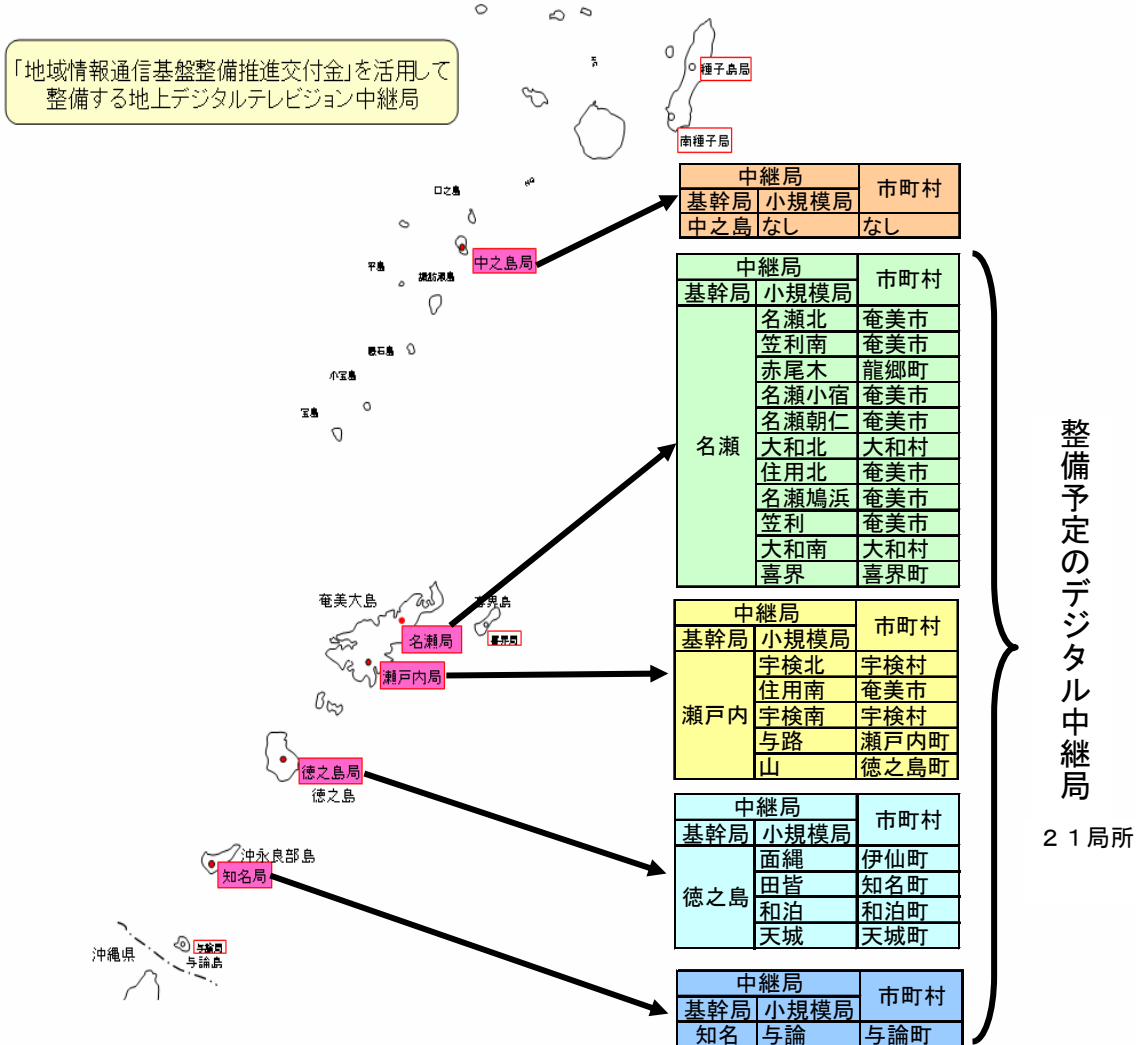 「地域情報通信基盤整備推進交付金」を活用して
整備する地上デジタルテレビジョン中継局
種子島局
南種子局
口之島
中之島局
平島
諏訪瀬島
悪石島
小宝島
宝島
奄美大島
喜界島
名瀬局
喜界局
瀬戸内局
徳之島局
徳之島
沖永良部島
知名局
沖縄県
与論局
与論島
中継局 市町村
基幹局 小規模局
中之島 なし なし
中継局 市町村
基幹局 小規模局
名瀬
名瀬北 奄美市
笠利南 奄美市
赤尾木 龍郷町
名瀬小宿 奄美市
名瀬朝仁 奄美市
大和北 大和村
住用北 奄美市
名瀬鳩浜 奄美市
笠利 奄美市
大和南 大和村
喜界 喜界町
中継局 市町村
基幹局 小規模局
瀬戸内
宇検北 宇検村
住用南 奄美市
宇検南 宇検村
与路 瀬戸内町
山 徳之島町
中継局 市町村
基幹局 小規模局
徳之島
面縄 伊仙町
田皆 知名町
和泊 和泊町
天城 天城町
中継局 市町村
基幹局 小規模局
知名 与論 与論町
整備予定のデジタル中継局
21局所